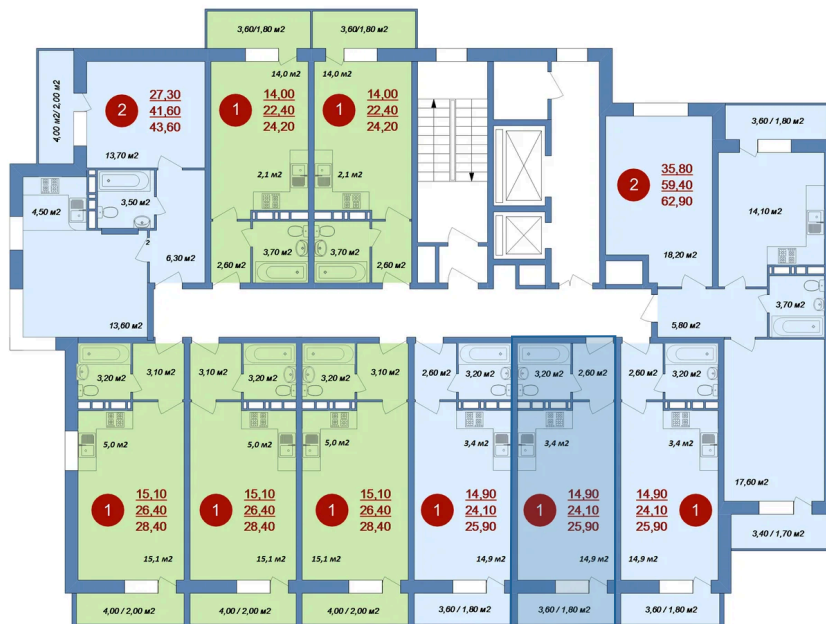 3,60/1,80 м2
3,60/1,80 м2
4,00 м2/ 2,00 м2
2
27,30
41,60
43,60
13,70 м2
14,0 м2
1
14,00
22,40
24,20
14,0 м2
1
14,00
22,40
24,20
3,60 / 1,80 м2
2
35,80
59,40
62,90
18,20 м2
14,10 м2
4,50 м2
3,50 м2
2,1 м2
2,1 м2
2
6,30 м2
2,60 м2
3,70 м2
3,70 м2
2,60 м2
3,70 м2
13,60 м2
5,80 м2
3,20 м2
3,10 м2
3,10 м2
3,20 м2
3,20 м2
3,10 м2
2,60 м2
3,20 м2
3,20 м2
2,60 м2
2,60 м2
3,20 м2
5,0 м2
5,0 м2
5,0 м2
3,4 м2
3,4 м2
3,4 м2
17,60 м2
1
15,10
26,40
28,40
1
15,10
26,40
28,40
1
15,10
26,40
28,40
1
14,90
24,10
25,90
1
14,90
24,10
25,90
14,90
24,10
25,90
1
3,40 / 1,70 м2
15,1 м2
15,1 м2
15,1 м2
14,9 м2
14,9 м2
14,9 м2
4,00 / 2,00 м2
4,00 / 2,00 м2
4,00 / 2,00 м2
3,60 / 1,80 м2
3,60 / 1,80 м2
3,60 / 1,80 м2